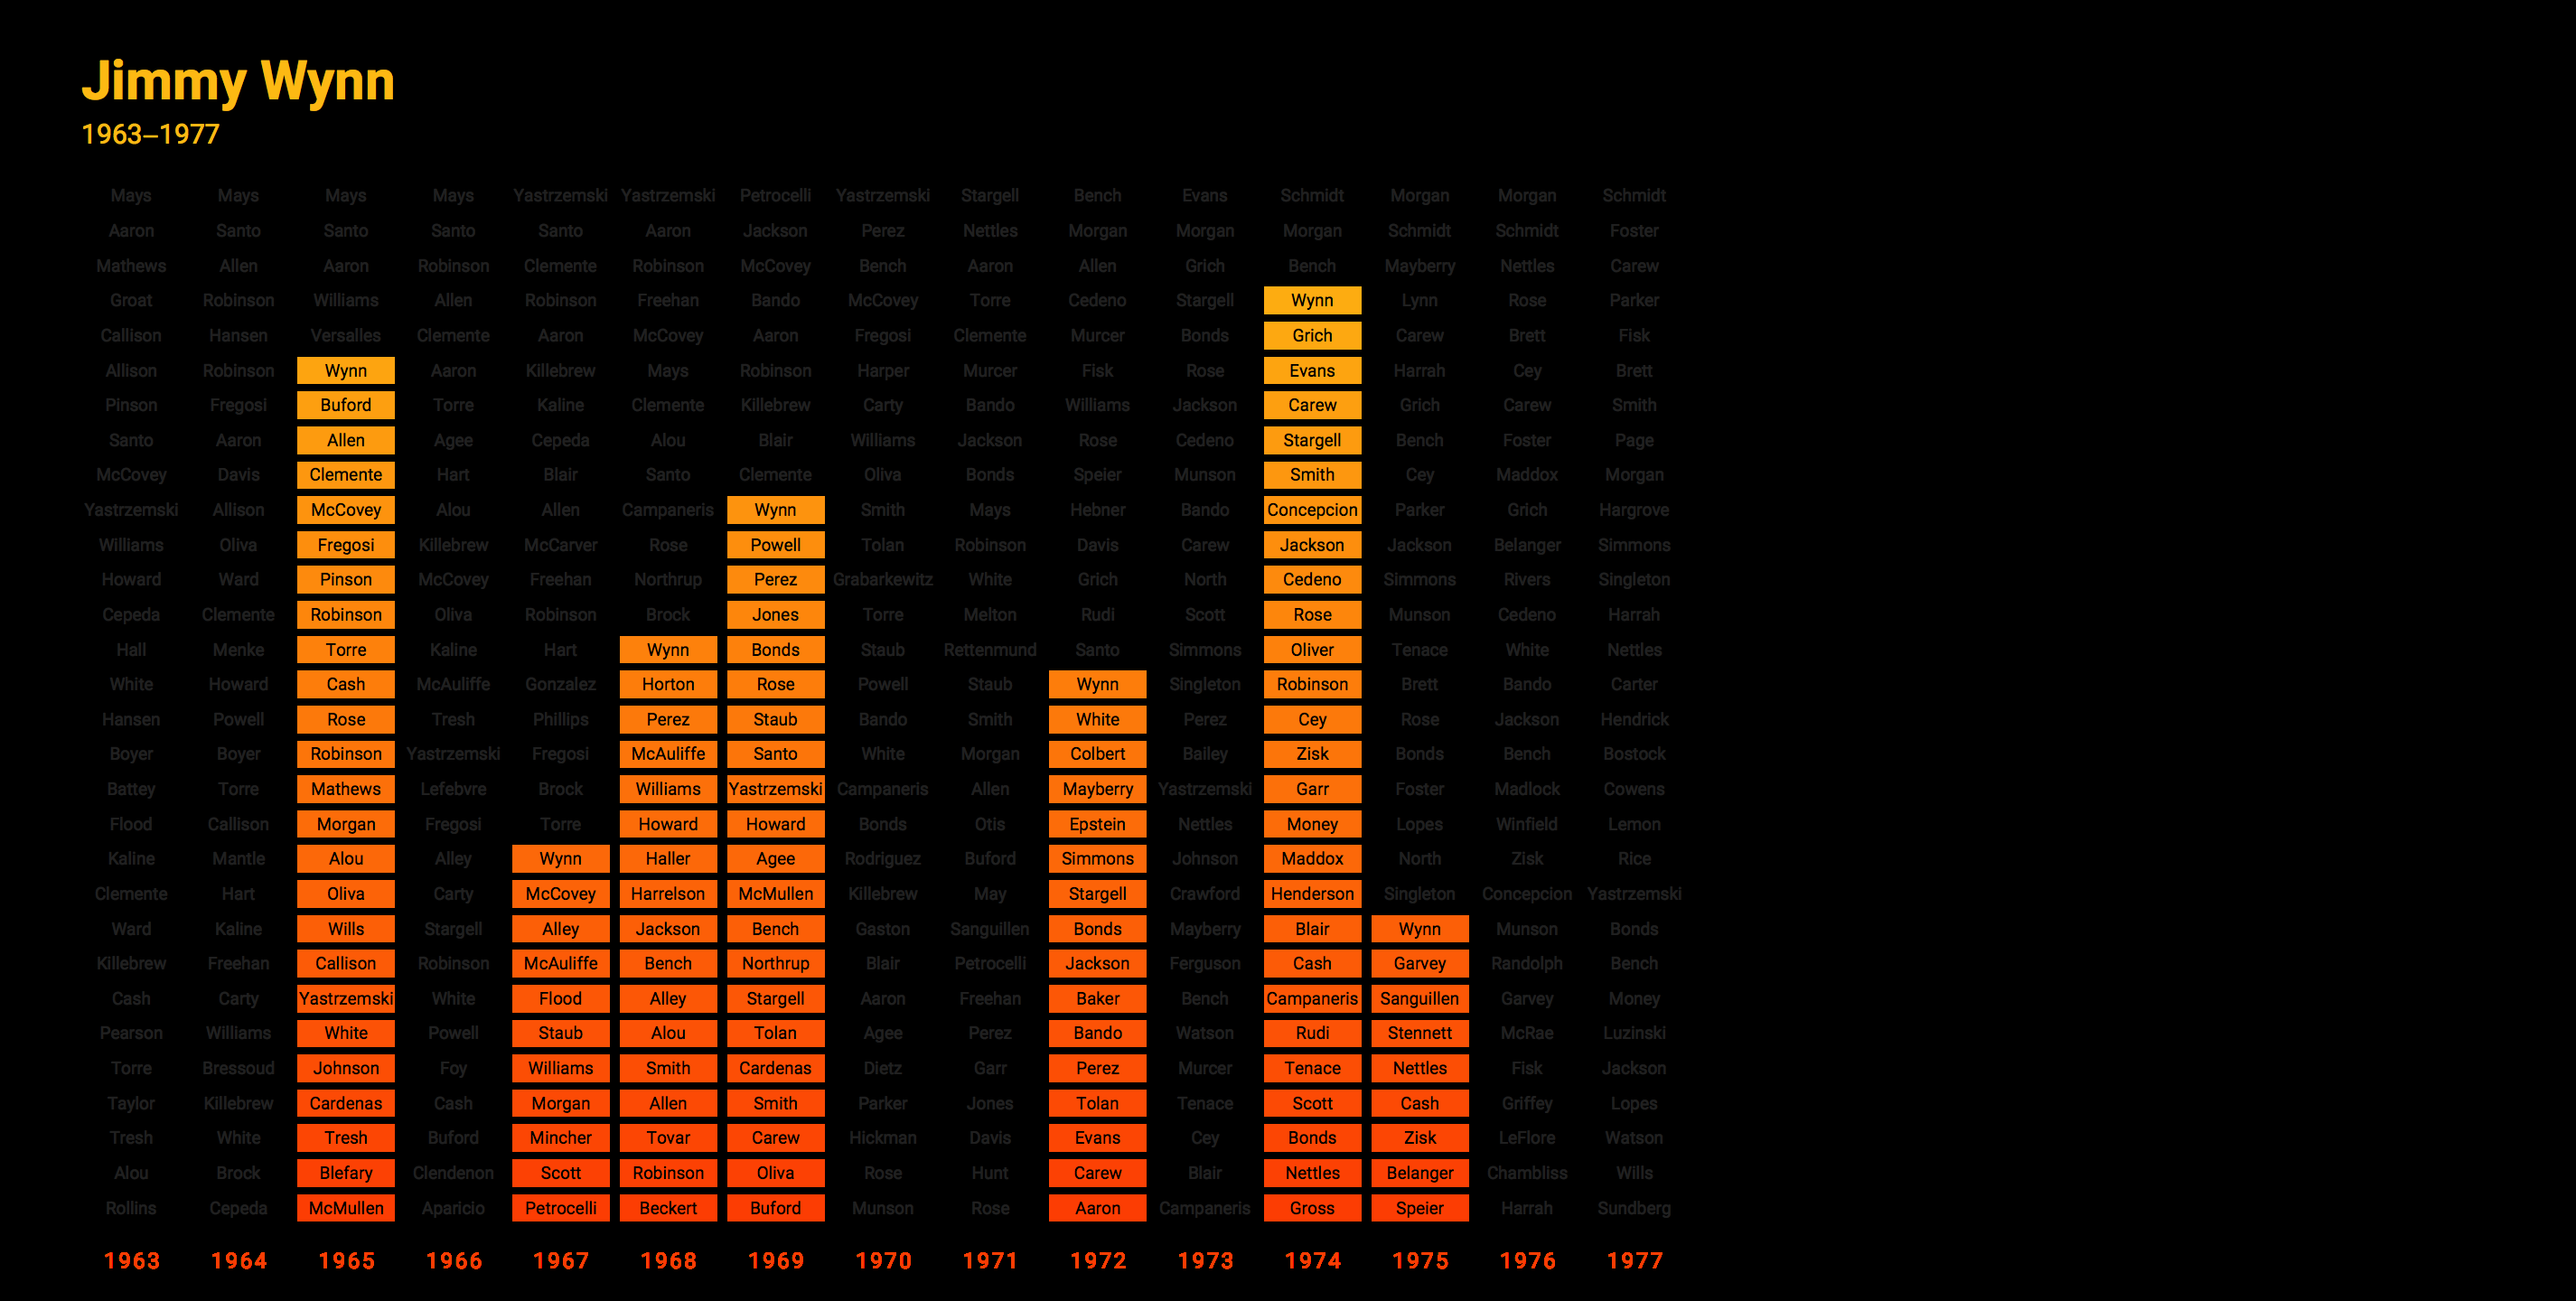 Jimmy Wynn
1963–1977
Mays Mays Mays Mays Yastrzemski Yastrzemski Petrocelli Yastrzemski Stargell Bench Evans Schmidt Morgan Morgan Schmidt
Aaron Santo Santo Santo Santo Aaron Jackson Perez Nettles Morgan Morgan Morgan Schmidt Schmidt Foster
Mathews Allen Aaron Robinson Clemente Robinson McCovey Bench Aaron Allen Grich Bench Mayberry Nettles Carew
Groat Robinson Williams Allen Robinson Freehan Bando McCovey Torre Cedeno Stargell Wynn Lynn Rose Parker
Callison Hansen Versalles Clemente Aaron McCovey Aaron Fregosi Clemente Murcer Bonds Grich Carew Brett Fisk
Allison Robinson Wynn Aaron Killebrew Mays Robinson Harper Murcer Fisk Rose Evans Harrah Cey Brett
Pinson Fregosi Buford Torre Kaline Clemente Killebrew Carty Bando Williams Jackson Carew Grich Carew Smith
Santo Aaron Allen Agee Cepeda Alou Blair Williams Jackson Rose Cedeno Stargell Bench Foster Page
McCovey Davis Clemente Hart Blair Santo Clemente Oliva Bonds Speier Munson Smith Cey Maddox Morgan
Yastrzemski Allison McCovey Alou Allen Campaneris Wynn Smith Mays Hebner Bando Concepcion Parker Grich Hargrove
Williams Oliva Fregosi Killebrew McCarver Rose Powell Tolan Robinson Davis Carew Jackson Jackson Belanger Simmons
Howard Ward Pinson McCovey Freehan Northrup Perez Grabarkewitz White Grich North Cedeno Simmons Rivers Singleton
Cepeda Clemente Robinson Oliva Robinson Brock Jones Torre Melton Rudi Scott Rose Munson Cedeno Harrah
Hall Menke Torre Kaline Hart Wynn Bonds Staub Rettenmund Santo Simmons Oliver Tenace White Nettles
White Howard Cash McAuliffe Gonzalez Horton Rose Powell Staub Wynn Singleton Robinson Brett Bando Carter
Hansen Powell Rose Tresh Phillips Perez Staub Bando Smith White Perez Cey Rose Jackson Hendrick
Boyer Boyer Robinson Yastrzemski Fregosi McAuliffe Santo White Morgan Colbert Bailey Zisk Bonds Bench Bostock
Battey Torre Mathews Lefebvre Brock Williams Yastrzemski Campaneris Allen Mayberry Yastrzemski Garr Foster Madlock Cowens
Flood Callison Morgan Fregosi Torre Howard Howard Bonds Otis Epstein Nettles Money Lopes Winfield Lemon
Kaline Mantle Alou Alley Wynn Haller Agee Rodriguez Buford Simmons Johnson Maddox North Zisk Rice
Clemente Hart Oliva Carty McCovey Harrelson McMullen Killebrew May Stargell Crawford Henderson Singleton Concepcion Yastrzemski
Ward Kaline Wills Stargell Alley Jackson Bench Gaston Sanguillen Bonds Mayberry Blair Wynn Munson Bonds
Killebrew Freehan Callison Robinson McAuliffe Bench Northrup Blair Petrocelli Jackson Ferguson Cash Garvey Randolph Bench
Cash Carty Yastrzemski White Flood Alley Stargell Aaron Freehan Baker Bench Campaneris Sanguillen Garvey Money
Pearson Williams White Powell Staub Alou Tolan Agee Perez Bando Watson Rudi Stennett McRae Luzinski
Torre Bressoud Johnson Foy Williams Smith Cardenas Dietz Garr Perez Murcer Tenace Nettles Fisk Jackson
Taylor Killebrew Cardenas Cash Morgan Allen Smith Parker Jones Tolan Tenace Scott Cash Griffey Lopes
Tresh White Tresh Buford Mincher Tovar Carew Hickman Davis Evans Cey Bonds Zisk LeFlore Watson
Alou Brock Blefary Clendenon Scott Robinson Oliva Rose Hunt Carew Blair Nettles Belanger Chambliss Wills
Rollins Cepeda McMullen Aparicio Petrocelli Beckert Buford Munson Rose Aaron Campaneris Gross Speier Harrah Sundberg
1963 1964 1965 1966 1967 1968 1969 1970 1971 1972 1973 1974 1975 1976 1977